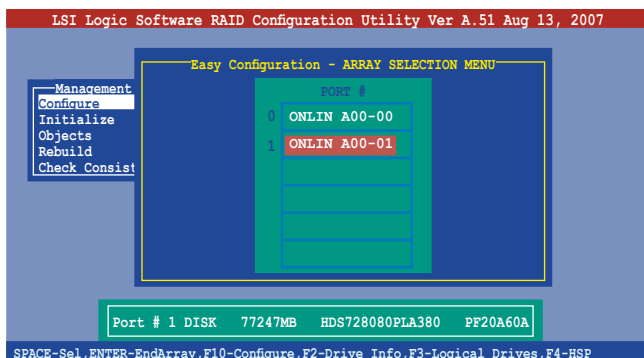 LSI Logic Software RAID Configuration Utility Ver A.51 Aug 13, 2007
Easy Configuration - ARRAY SELECTION MENU
Management
Configure
Initialize
Objects
Rebuild
Check Consist
PORT #
0 ONLIN A00-00
1 ONLIN A00-01
Port # 1 DISK 77247MB HDS728080PLA380 PF20A60A
SPACE-Sel,ENTER-EndArray,F10-Configure,F2-Drive Info,F3-Logical Drives,F4-HSP